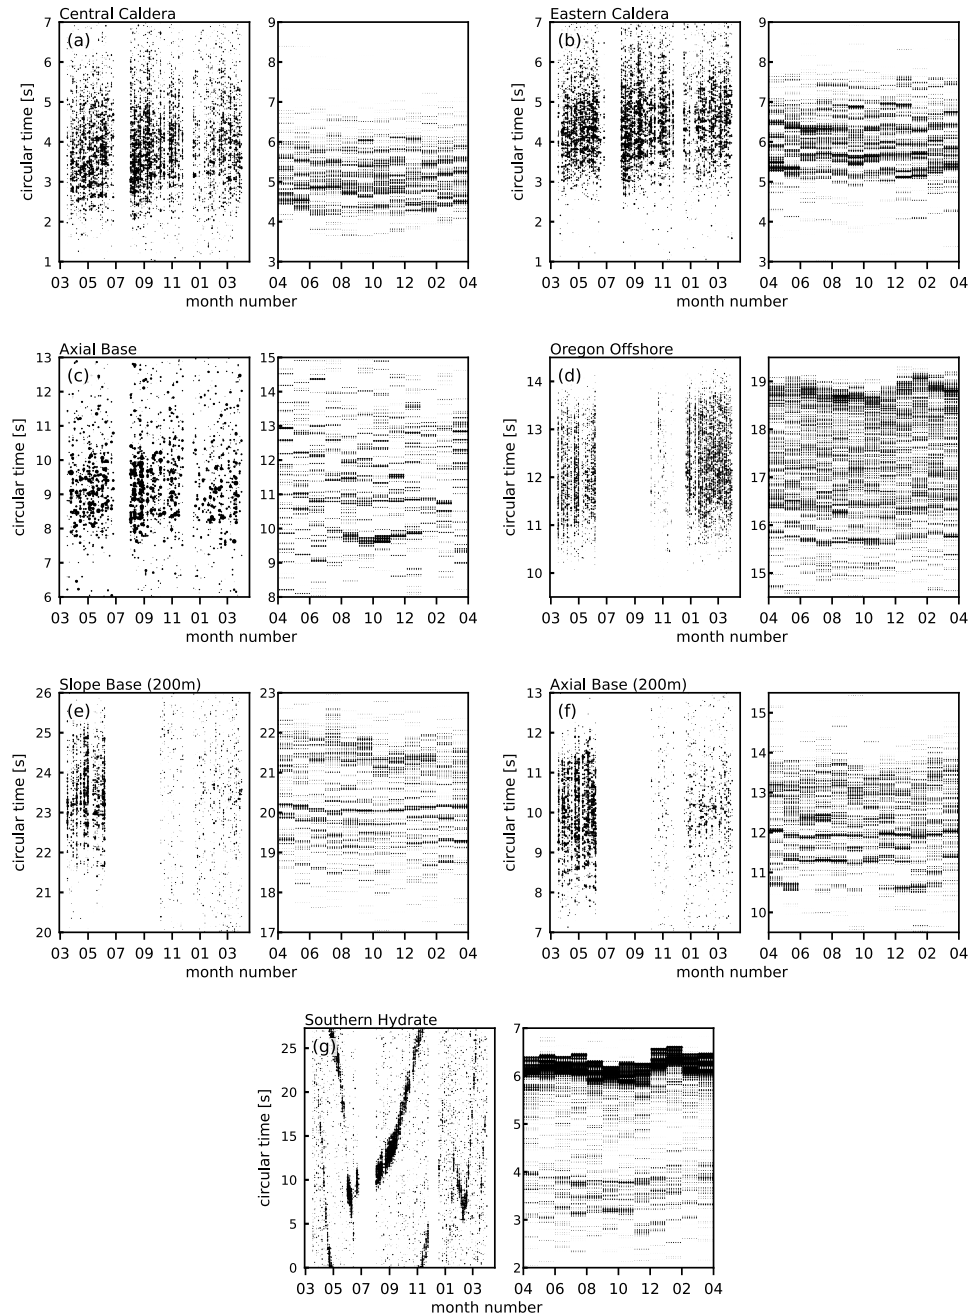 Central Caldera
(a)
circular time [s]
7
6
5
4
3
2
1
03 05 07 09 11 01 03
9
8
7
6
5
4
3
04 06 08 10 12 02 04
month number
Eastern Caldera
(b)
circular time [s]
7
6
5
4
3
2
1
03 05 07 09 11 01 03
9
8
7
6
5
4
3
04 06 08 10 12 02 04
month number
Axial Base
(c)
circular time [s]
13
12
11
10
9
8
7
6
03 05 07 09 11 01 03
15
14
13
12
11
10
9
8
04 06 08 10 12 02 04
month number
Oregon Offshore
(d)
circular time [s]
14
13
12
11
10
03 05 07 09 11 01 03
19
18
17
16
15
04 06 08 10 12 02 04
month number
Slope Base (200m)
(e)
circular time [s]
26
25
24
23
22
21
20
03 05 07 09 11 01 03
23
22
21
20
19
18
17
04 06 08 10 12 02 04
month number
Axial Base (200m)
(f)
circular time [s]
13
12
11
10
9
8
7
03 05 07 09 11 01 03
15
14
13
12
11
10
04 06 08 10 12 02 04
month number
Southern Hydrate
(g)
circular time [s]
25
20
15
10
5
0
03 05 07 09 11 01 03
7
6
5
4
3
2
04 06 08 10 12 02 04
month number